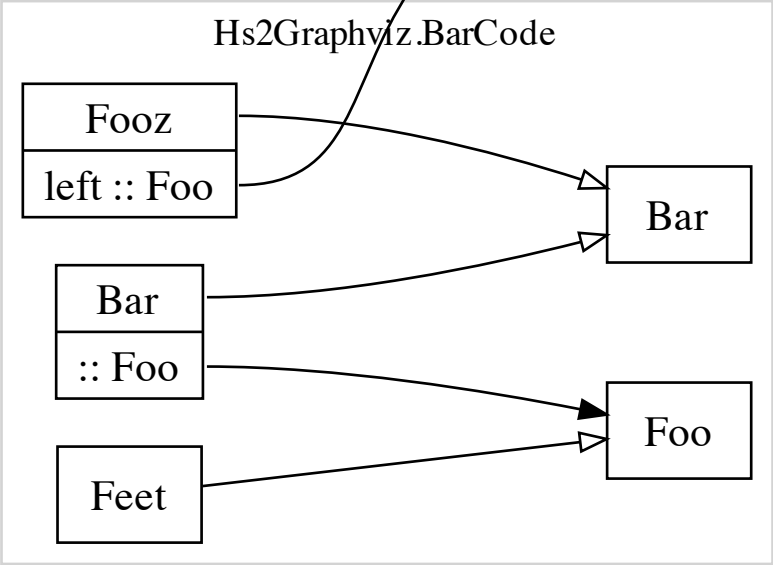 Hs2Graphviz.BarCode
Fooz
left :: Foo
Bar
Bar
:: Foo
Foo
Feet